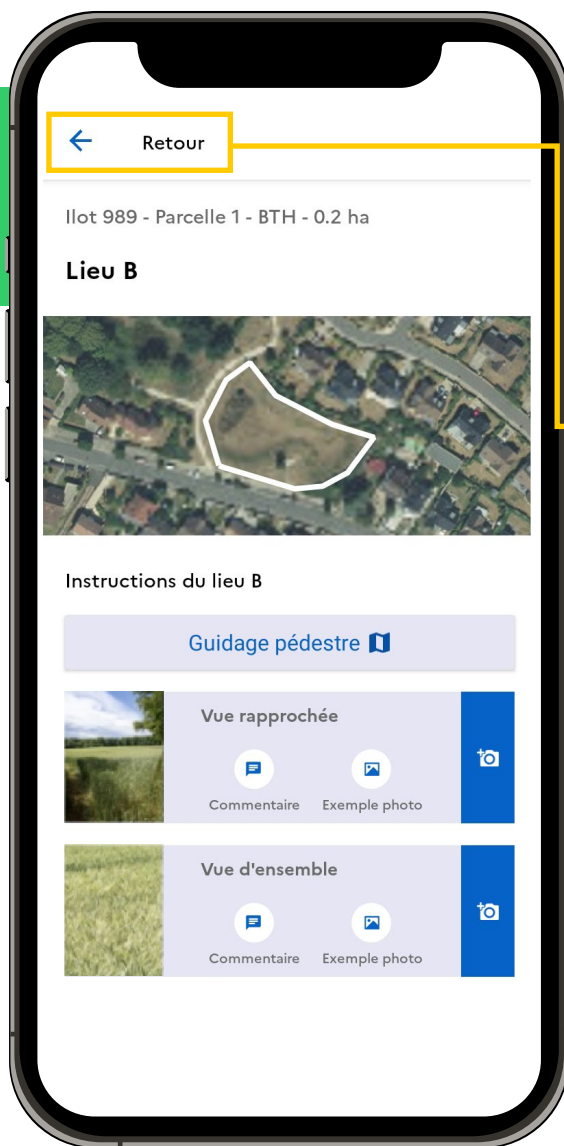 Retour
Ilot 989 - Parcelle 1 - BTH - 0.2 ha
Lieu B
Instructions du lieu B
Guidage pédestre
Vue rapprochée
Commentaire Exemple photo
Vue d'ensemble
Commentaire Exemple photo